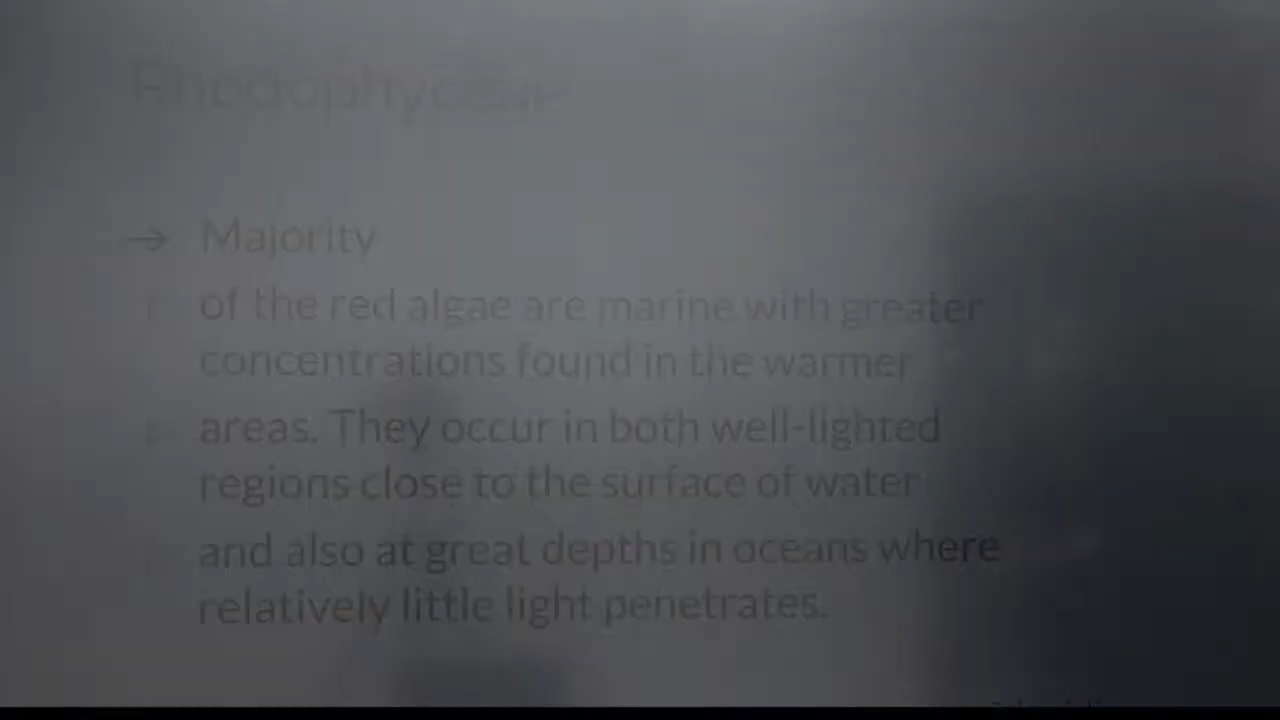 Rhodophyceae
→ Majority
of the red algae are marine with greater
concentrations found in the warmer
areas. They occur in both well-lighted
regions close to the surface of water
and also at great depths in oceans where
relatively little light penetrates.